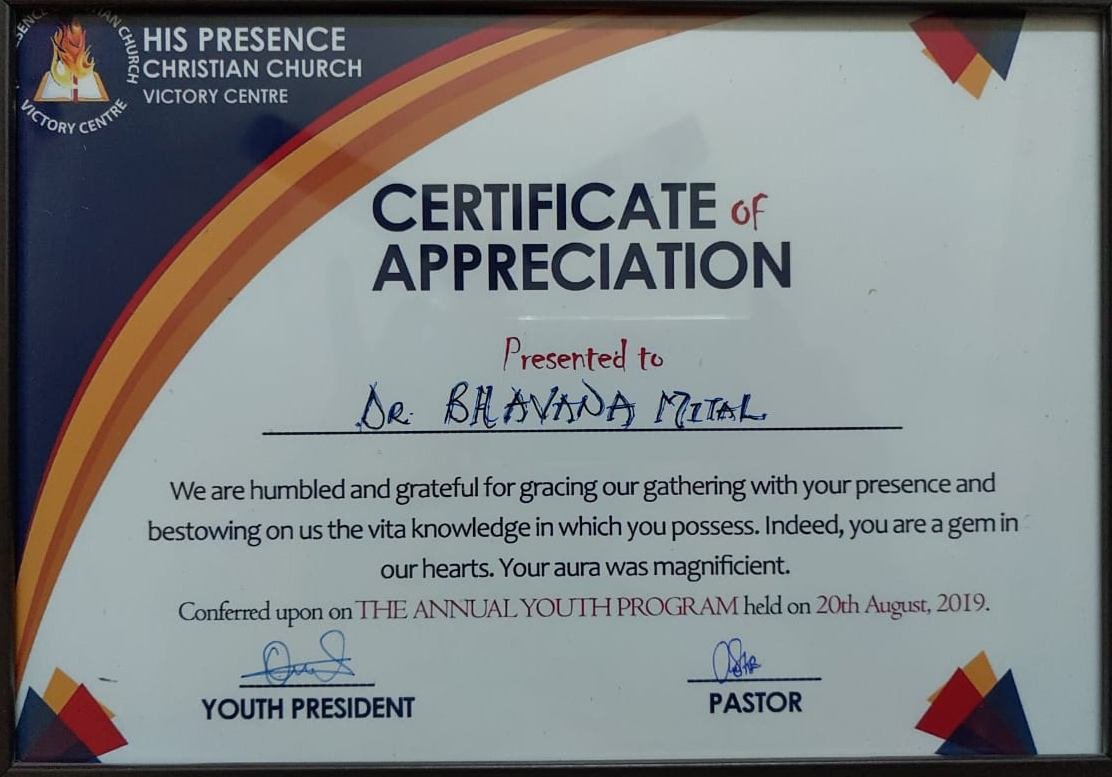 HIS PRESENCE
CHRISTIAN CHURCH
VICTORY CENTRE
CHRISTIAN CHURCH
VICTORY CENTRE
CERTIFICATE of
APPRECIATION
Presented to
DR. BHAVANA MITAL
We are humbled and grateful for gracing our gathering with your presence and
bestowing on us the vita knowledge in which you possess. Indeed, you are a gem in
our hearts. Your aura was magnificient.
Conferred upon on THE ANNUAL YOUTH PROGRAM held on 20th August, 2019.
YOUTH PRESIDENT
PASTOR